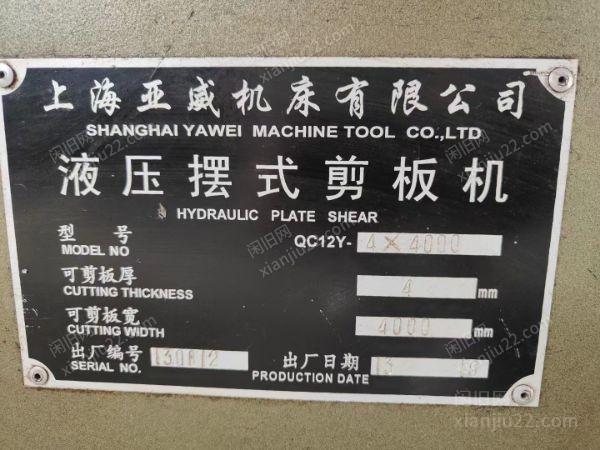 上海亚威机床有限公司
SHANGHAI YAWEI MACHINE TOOL CO.,LTD
液压摆式剪板机
HYDRAULIC PLATE SHEAR
型号 QC12Y-4×4000
MODEL NO
可剪板厚 4 mm
CUTTING THICKNESS
可剪板宽 4000 mm
CUTTING WIDTH
出厂编号 出厂日期 13
SERIAL NO. PRODUCTION DATE
闲旧网
xianjiu22.com